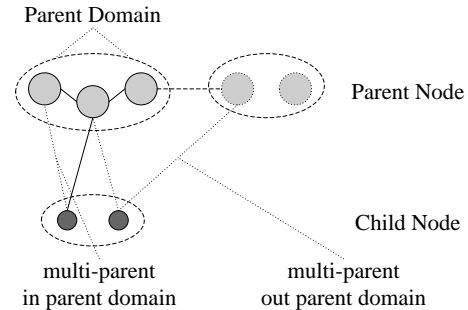 Parent Domain
Parent Node
Child Node
multi-parent
in parent domain
multi-parent
out parent domain